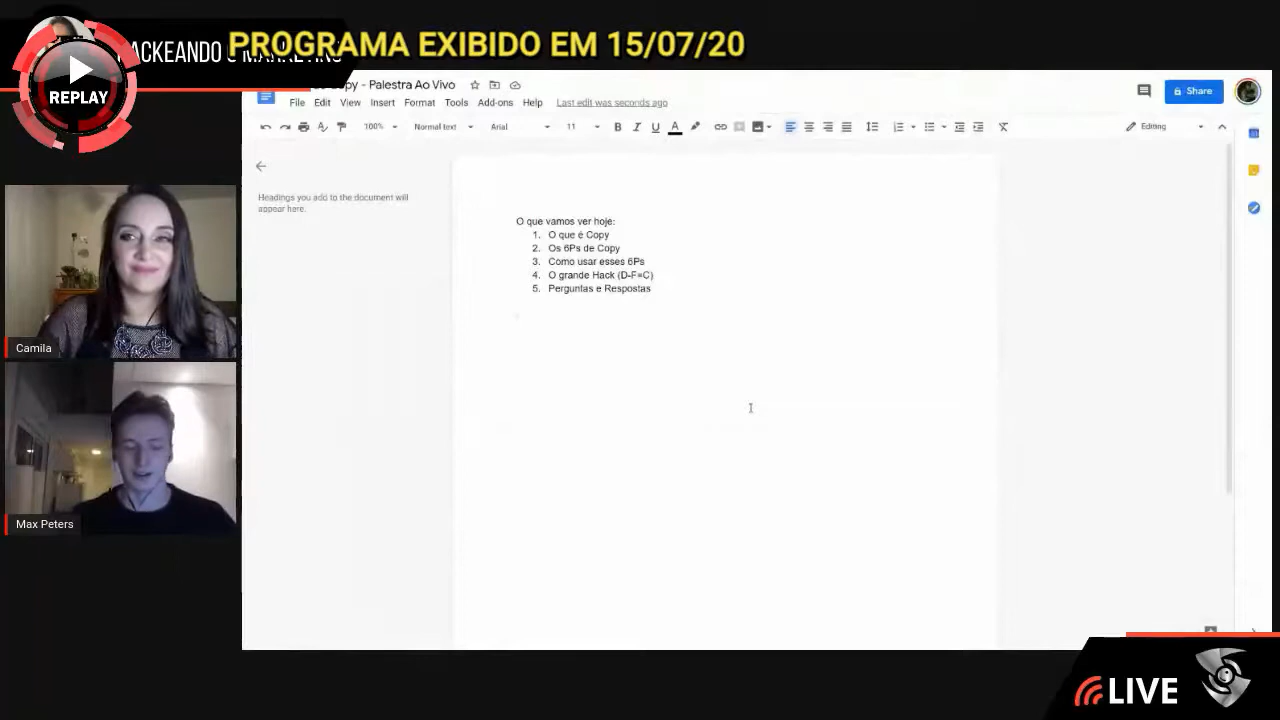 PROGRAMA EXIBIDO EM 15/07/20
REPLAY
Copy - Palestra Ao Vivo
File Edit View Insert Format Tools Add-ons Help Last edit was seconds ago
Share
100% Normal text Arial 11 B I U A Editing
Headings you add to the document will
appear here.
O que vamos ver hoje:
1. O que é Copy
2. Os 6Ps de Copy
3. Como usar esses 6Ps
4. O grande Hack (D-F=C)
5. Perguntas e Respostas
Camila
Max Peters
LIVE